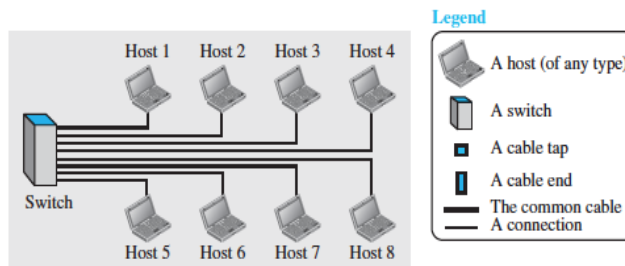 Legend
Host 1 Host 2 Host 3 Host 4
A host (of any type)
A switch
A cable tap
A cable end
The common cable
A connection
Switch
Host 5 Host 6 Host 7 Host 8